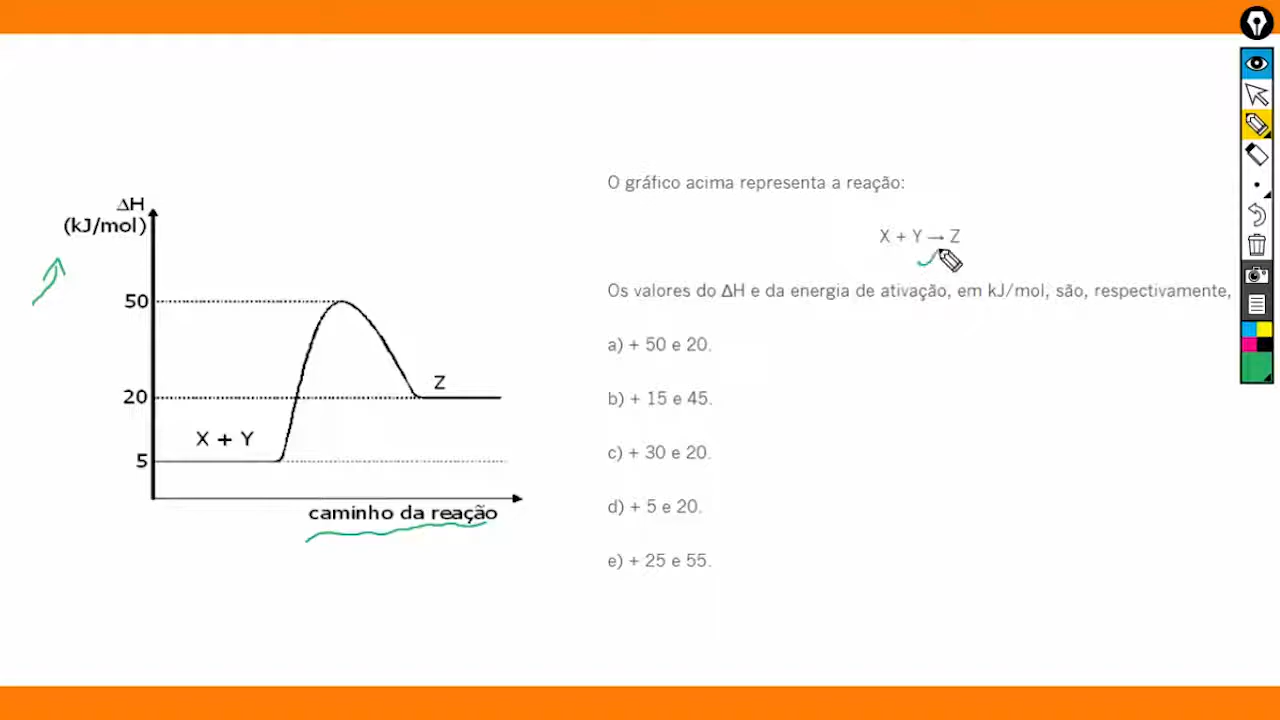 ΔH
(kJ/mol)
50
20
5
X + Y
Z
caminho da reação
O gráfico acima representa a reação:
X + Y → Z
Os valores do ΔH e da energia de ativação, em kJ/mol, são, respectivamente,
a) + 50 e 20.
b) + 15 e 45.
c) + 30 e 20.
d) + 5 e 20.
e) + 25 e 55.